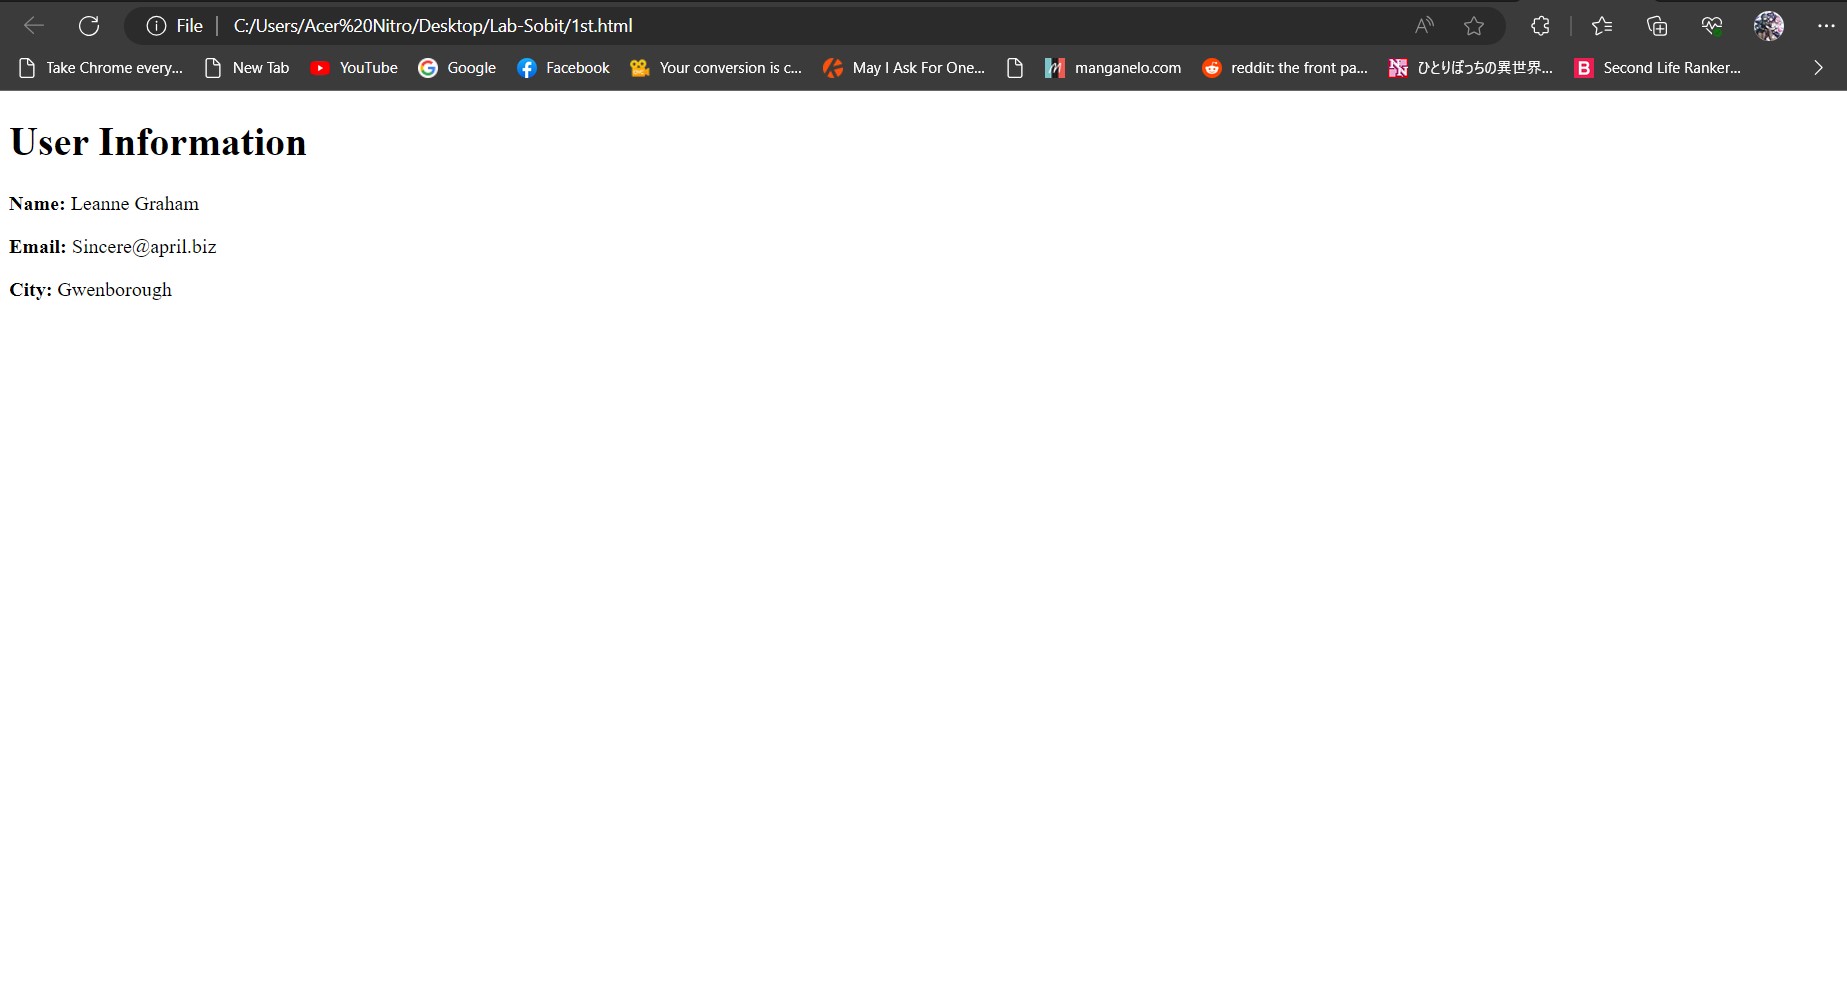 File C:/Users/Acer%20Nitro/Desktop/Lab-Sobit/1st.html
Take Chrome every... New Tab YouTube Google Facebook Your conversion is c... May I Ask For One... manganelo.com reddit: the front pa... ひとりぼっちの異世界... Second Life Ranker...
User Information
Name: Leanne Graham
Email: Sincere@april.biz
City: Gwenborough